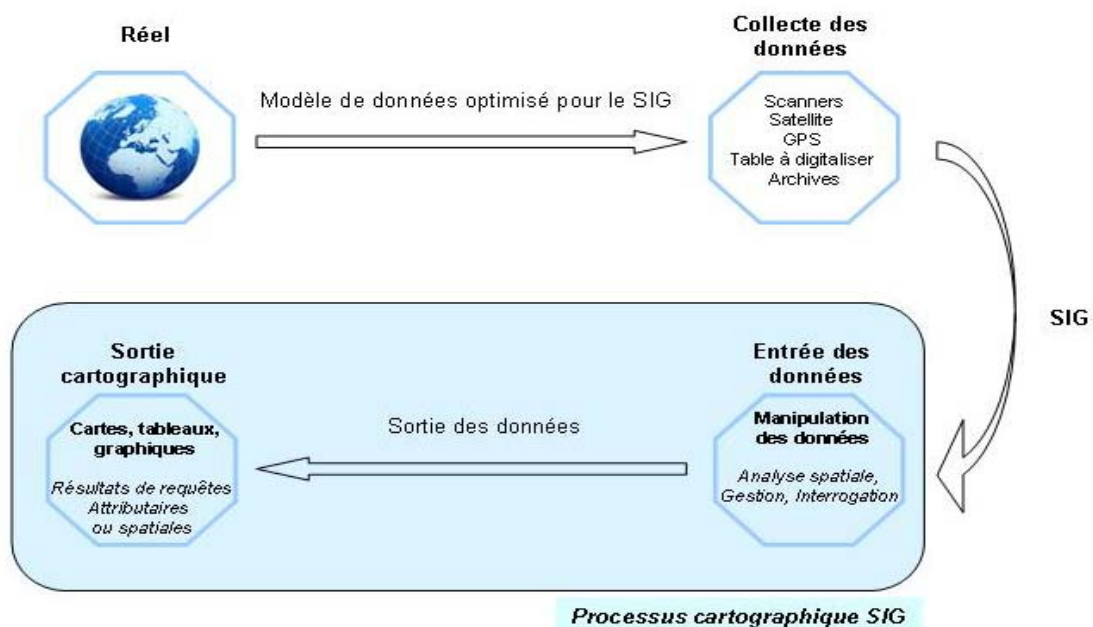 Réel
Modèle de données optimisé pour le SIG
Collecte des
données
Scanners
Satellite
GPS
Table à digitaliser
Archives
SIG
Sortie
cartographique
Cartes, tableaux,
graphiques
Résultats de requêtes
Attributaires
ou spatiales
Sortie des données
Entrée des
données
Manipulation
des données
Analyse spatiale,
Gestion, Interrogation
Processus cartographique SIG